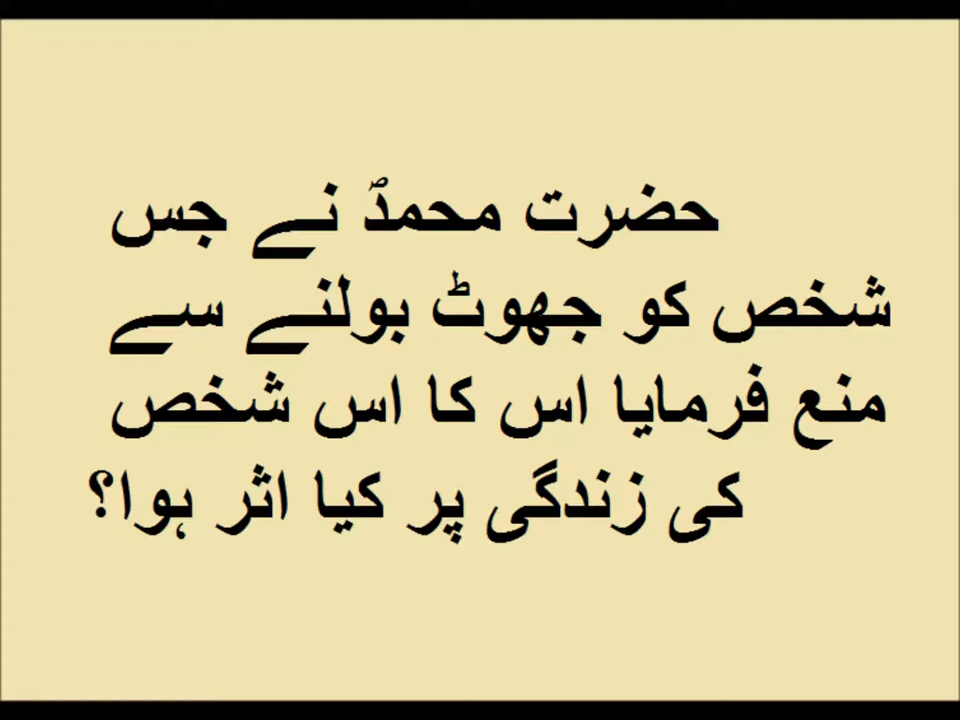 حضرت محمدؐ نے جس
شخص کو جھوٹ بولنے سے
منع فرمایا اس کا اس شخص
کی زندگی پر کیا اثر ہوا؟